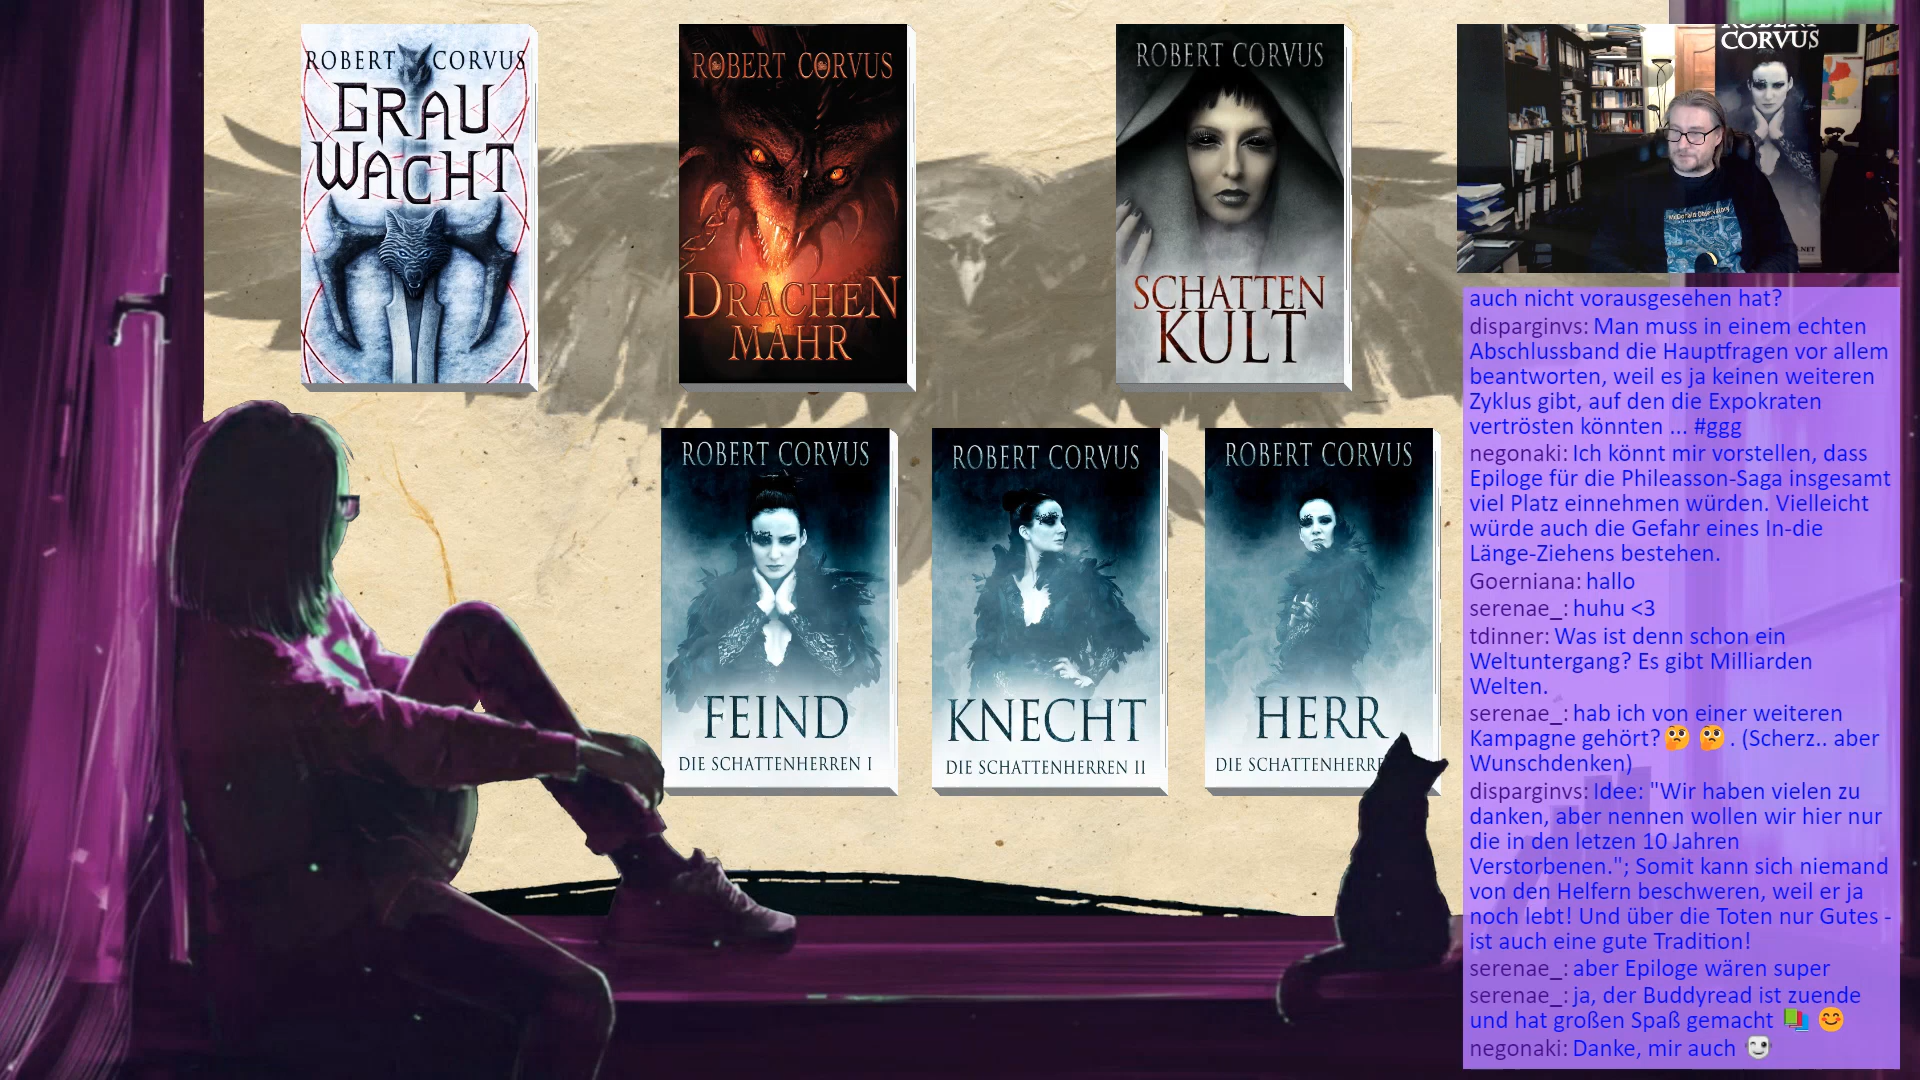 ROBERT CORVUS
GRAU
WACHT
ROBERT CORVUS
DRACHEN
MAHR
ROBERT CORVUS
SCHATTEN
KULT
ROBERT CORVUS
FEIND
DIE SCHATTENHERREN I
ROBERT CORVUS
KNECHT
DIE SCHATTENHERREN II
ROBERT CORVUS
HERR
DIE SCHATTENHERRE
ROBERT
CORVUS
McDonald Observatory
.NET
auch nicht vorausgesehen hat?
disparginvs: Man muss in einem echten
Abschlussband die Hauptfragen vor allem
beantworten, weil es ja keinen weiteren
Zyklus gibt, auf den die Expokraten
vertrösten könnten ... #ggg
negonaki: Ich könnt mir vorstellen, dass
Epiloge für die Phileasson-Saga insgesamt
viel Platz einnehmen würden. Vielleicht
würde auch die Gefahr eines In-die
Länge-Ziehens bestehen.
Goerniana: hallo
serenae_: huhu <3
tdinner: Was ist denn schon ein
Weltuntergang? Es gibt Milliarden
Welten.
serenae_: hab ich von einer weiteren
Kampagne gehört?🤔 🤔 . (Scherz.. aber
Wunschdenken)
disparginvs: Idee: "Wir haben vielen zu
danken, aber nennen wollen wir hier nur
die in den letzen 10 Jahren
Verstorbenen."; Somit kann sich niemand
von den Helfern beschweren, weil er ja
noch lebt! Und über die Toten nur Gutes -
ist auch eine gute Tradition!
serenae_: aber Epiloge wären super
serenae_: ja, der Buddyread ist zuende
und hat großen Spaß gemacht 📚 😊
negonaki: Danke, mir auch